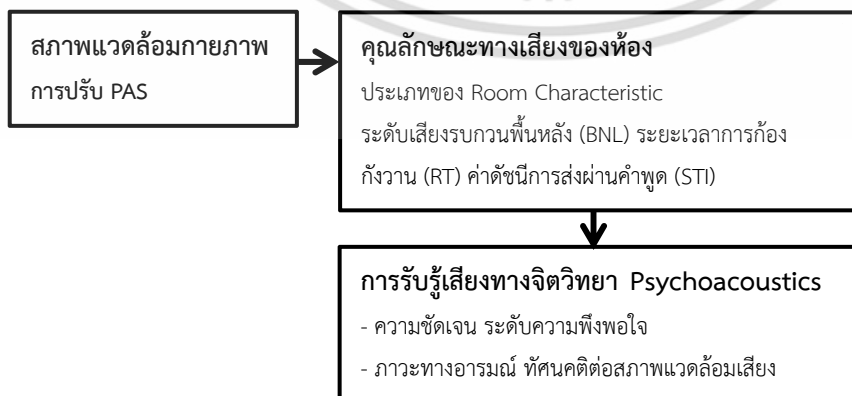 สภาพแวดล้อมกายภาพ
การปรับ PAS
คุณลักษณะทางเสียงของห้อง
ประเภทของ Room Characteristic
ระดับเสียงรบกวนพื้นหลัง (BNL) ระยะเวลาการก้อง
กังวาน (RT) ค่าดัชนีการส่งผ่านคำพูด (STI)
การรับรู้เสียงทางจิตวิทยา Psychoacoustics
- ความชัดเจน ระดับความพึงพอใจ
- ภาวะทางอารมณ์ ทัศนคติต่อสภาพแวดล้อมเสียง